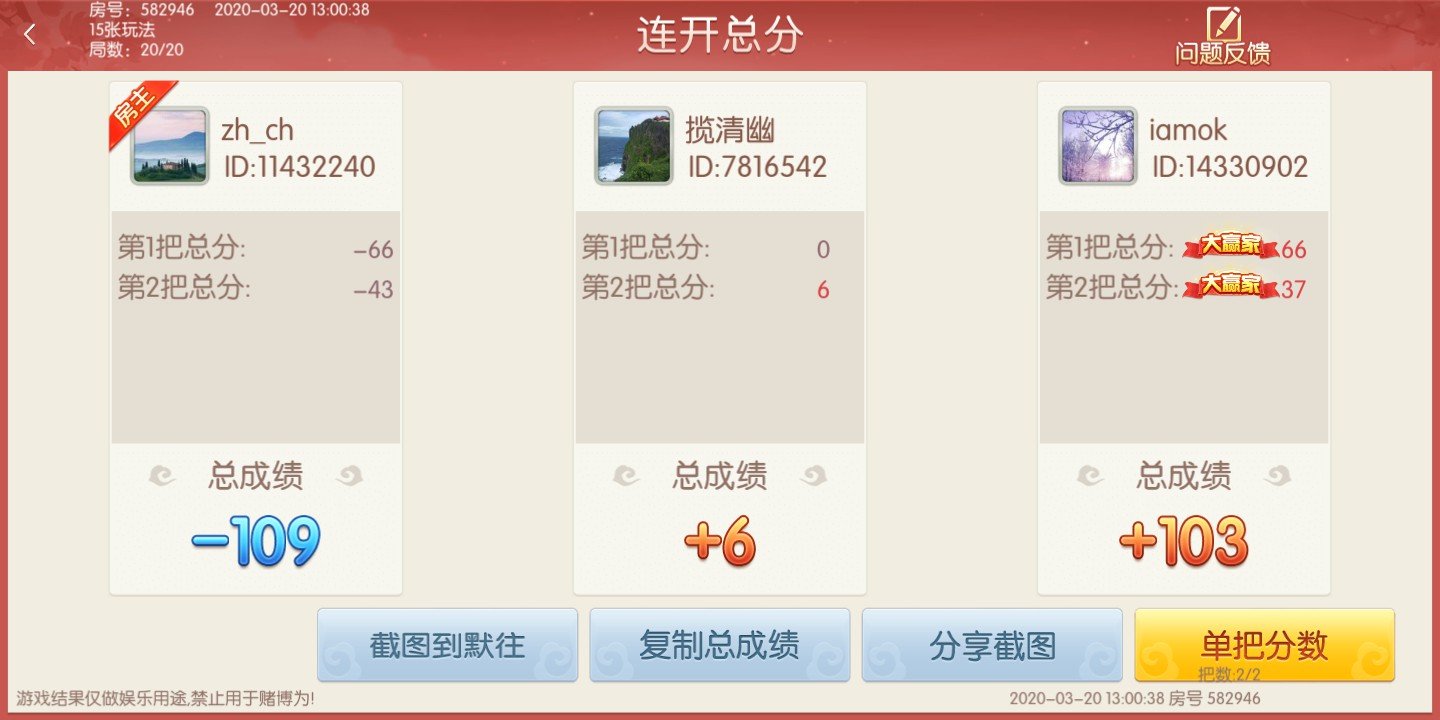 房号：582946 2020-03-20 13:00:38
15张玩法
局数：20/20
连开总分
问题反馈
房主
zh_ch
ID:11432240
第1把总分: -66
第2把总分: -43
总成绩
-109
揽清幽
ID:7816542
第1把总分: 0
第2把总分: 6
总成绩
+6
iamok
ID:14330902
第1把总分: 大赢家 66
第2把总分: 大赢家 37
总成绩
+103
截图到默往
复制总成绩
分享截图
单把分数
把数:2/2
游戏结果仅做娱乐用途,禁止用于赌博为!
2020-03-20 13:00:38 房号 582946